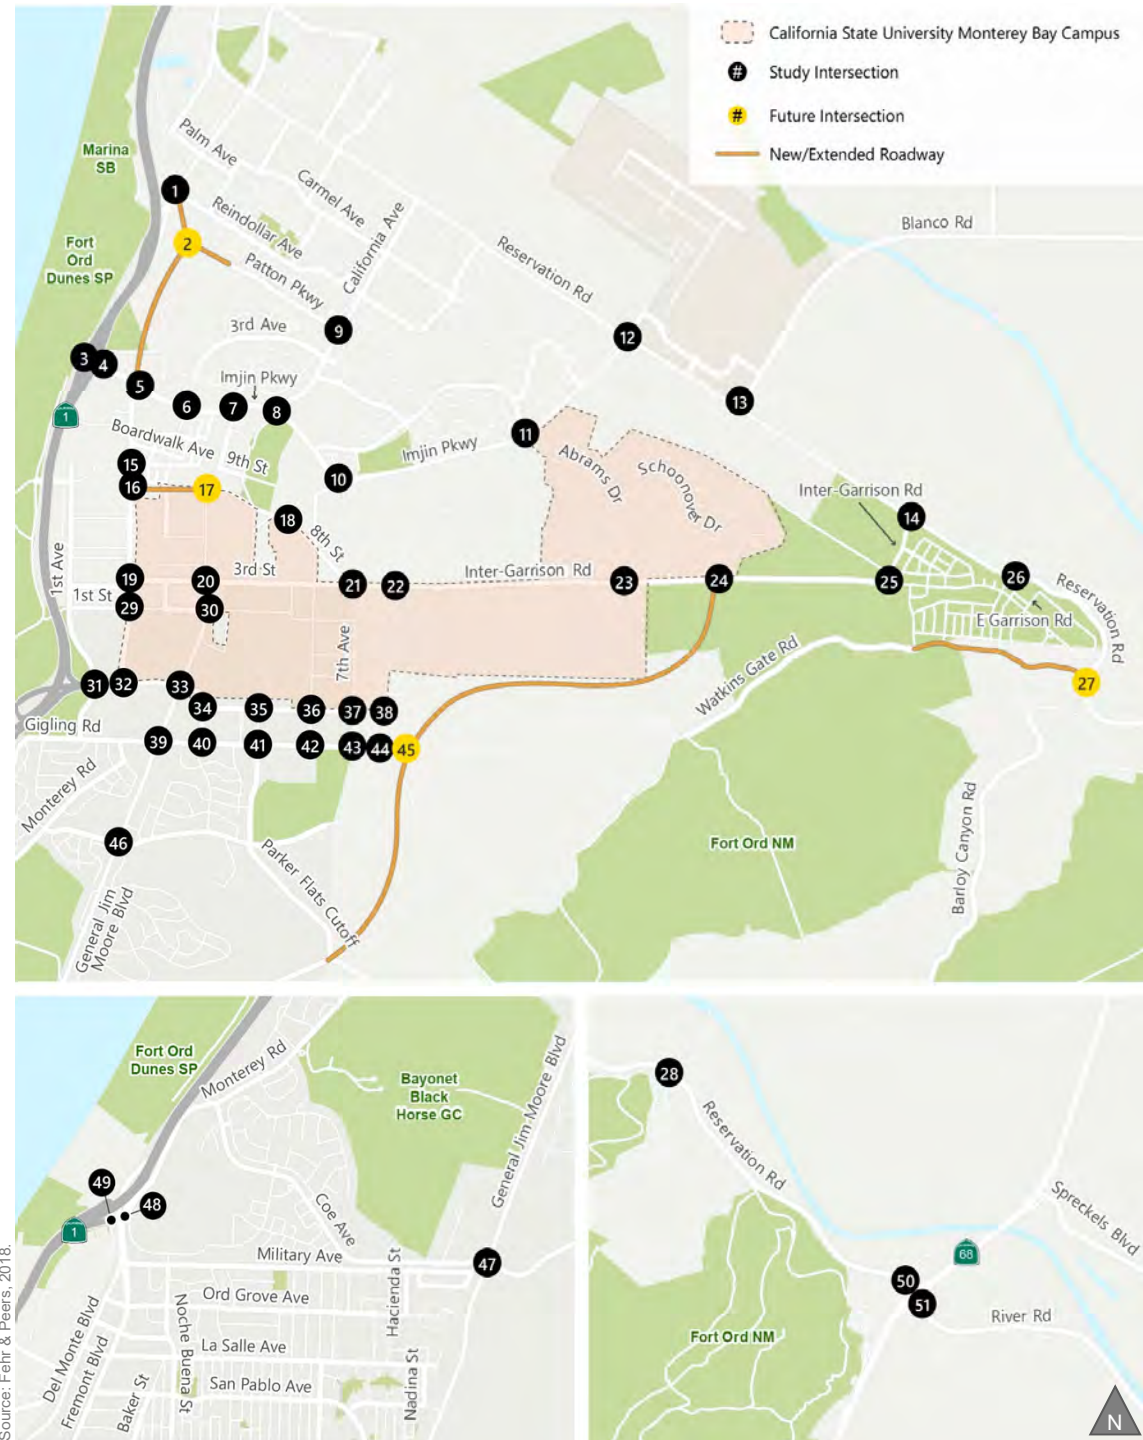 California State University Monterey Bay Campus
# Study Intersection
# Future Intersection
New/Extended Roadway
Palm Ave
Marina
SB
Carmel Ave
1
Reindollar Ave
California Ave
Blanco Rd
2
Fort
Ord
Dunes SP
Patton Pkwy
Reservation Rd
3rd Ave
9
12
3
4
Imjin Pkwy
5
6
7
8
13
1
Boardwalk Ave
11
Imjin Pkwy
Abrams Dr
Schoonover Dr
15
9th St
10
16
17
Inter-Garrison Rd
14
18
8th St
1st Ave
19
20
3rd St
21
22
Inter-Garrison Rd
23
24
25
26
Reservation Rd
1st St
29
30
E Garrison Rd
7th Ave
Watkins Gate Rd
31
32
33
27
34
35
36
37
38
Gigling Rd
39
40
41
42
43
44
45
Monterey Rd
46
Parker Flats Cutoff
Fort Ord NM
Barloy Canyon Rd
General Jim
Moore Blvd
Fort Ord
Dunes SP
Monterey Rd
Bayonet
Black
Horse GC
General Jim Moore Blvd
49
48
1
Coe Ave
Military Ave
47
Hacienda St
Ord Grove Ave
Del Monte Blvd
Fremont Blvd
Noche Buena St
La Salle Ave
Baker St
San Pablo Ave
Nadina St
28
Reservation Rd
Spreckels Blvd
68
50
51
River Rd
Fort Ord NM
N
Source: Fehr & Peers, 2018.